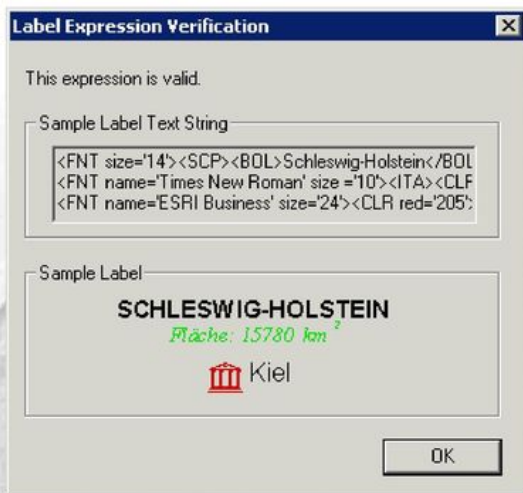 Label Expression Verification
This expression is valid.
Sample Label Text String
<FNT size='14'><SCP><BOL>Schleswig-Holstein</BOL
<FNT name='Times New Roman' size ='10'><ITA><CLR
<FNT name='ESRI Business' size='24'><CLR red='205';
Sample Label
SCHLESWIG-HOLSTEIN
Fläche: 15780 km²
Kiel
OK